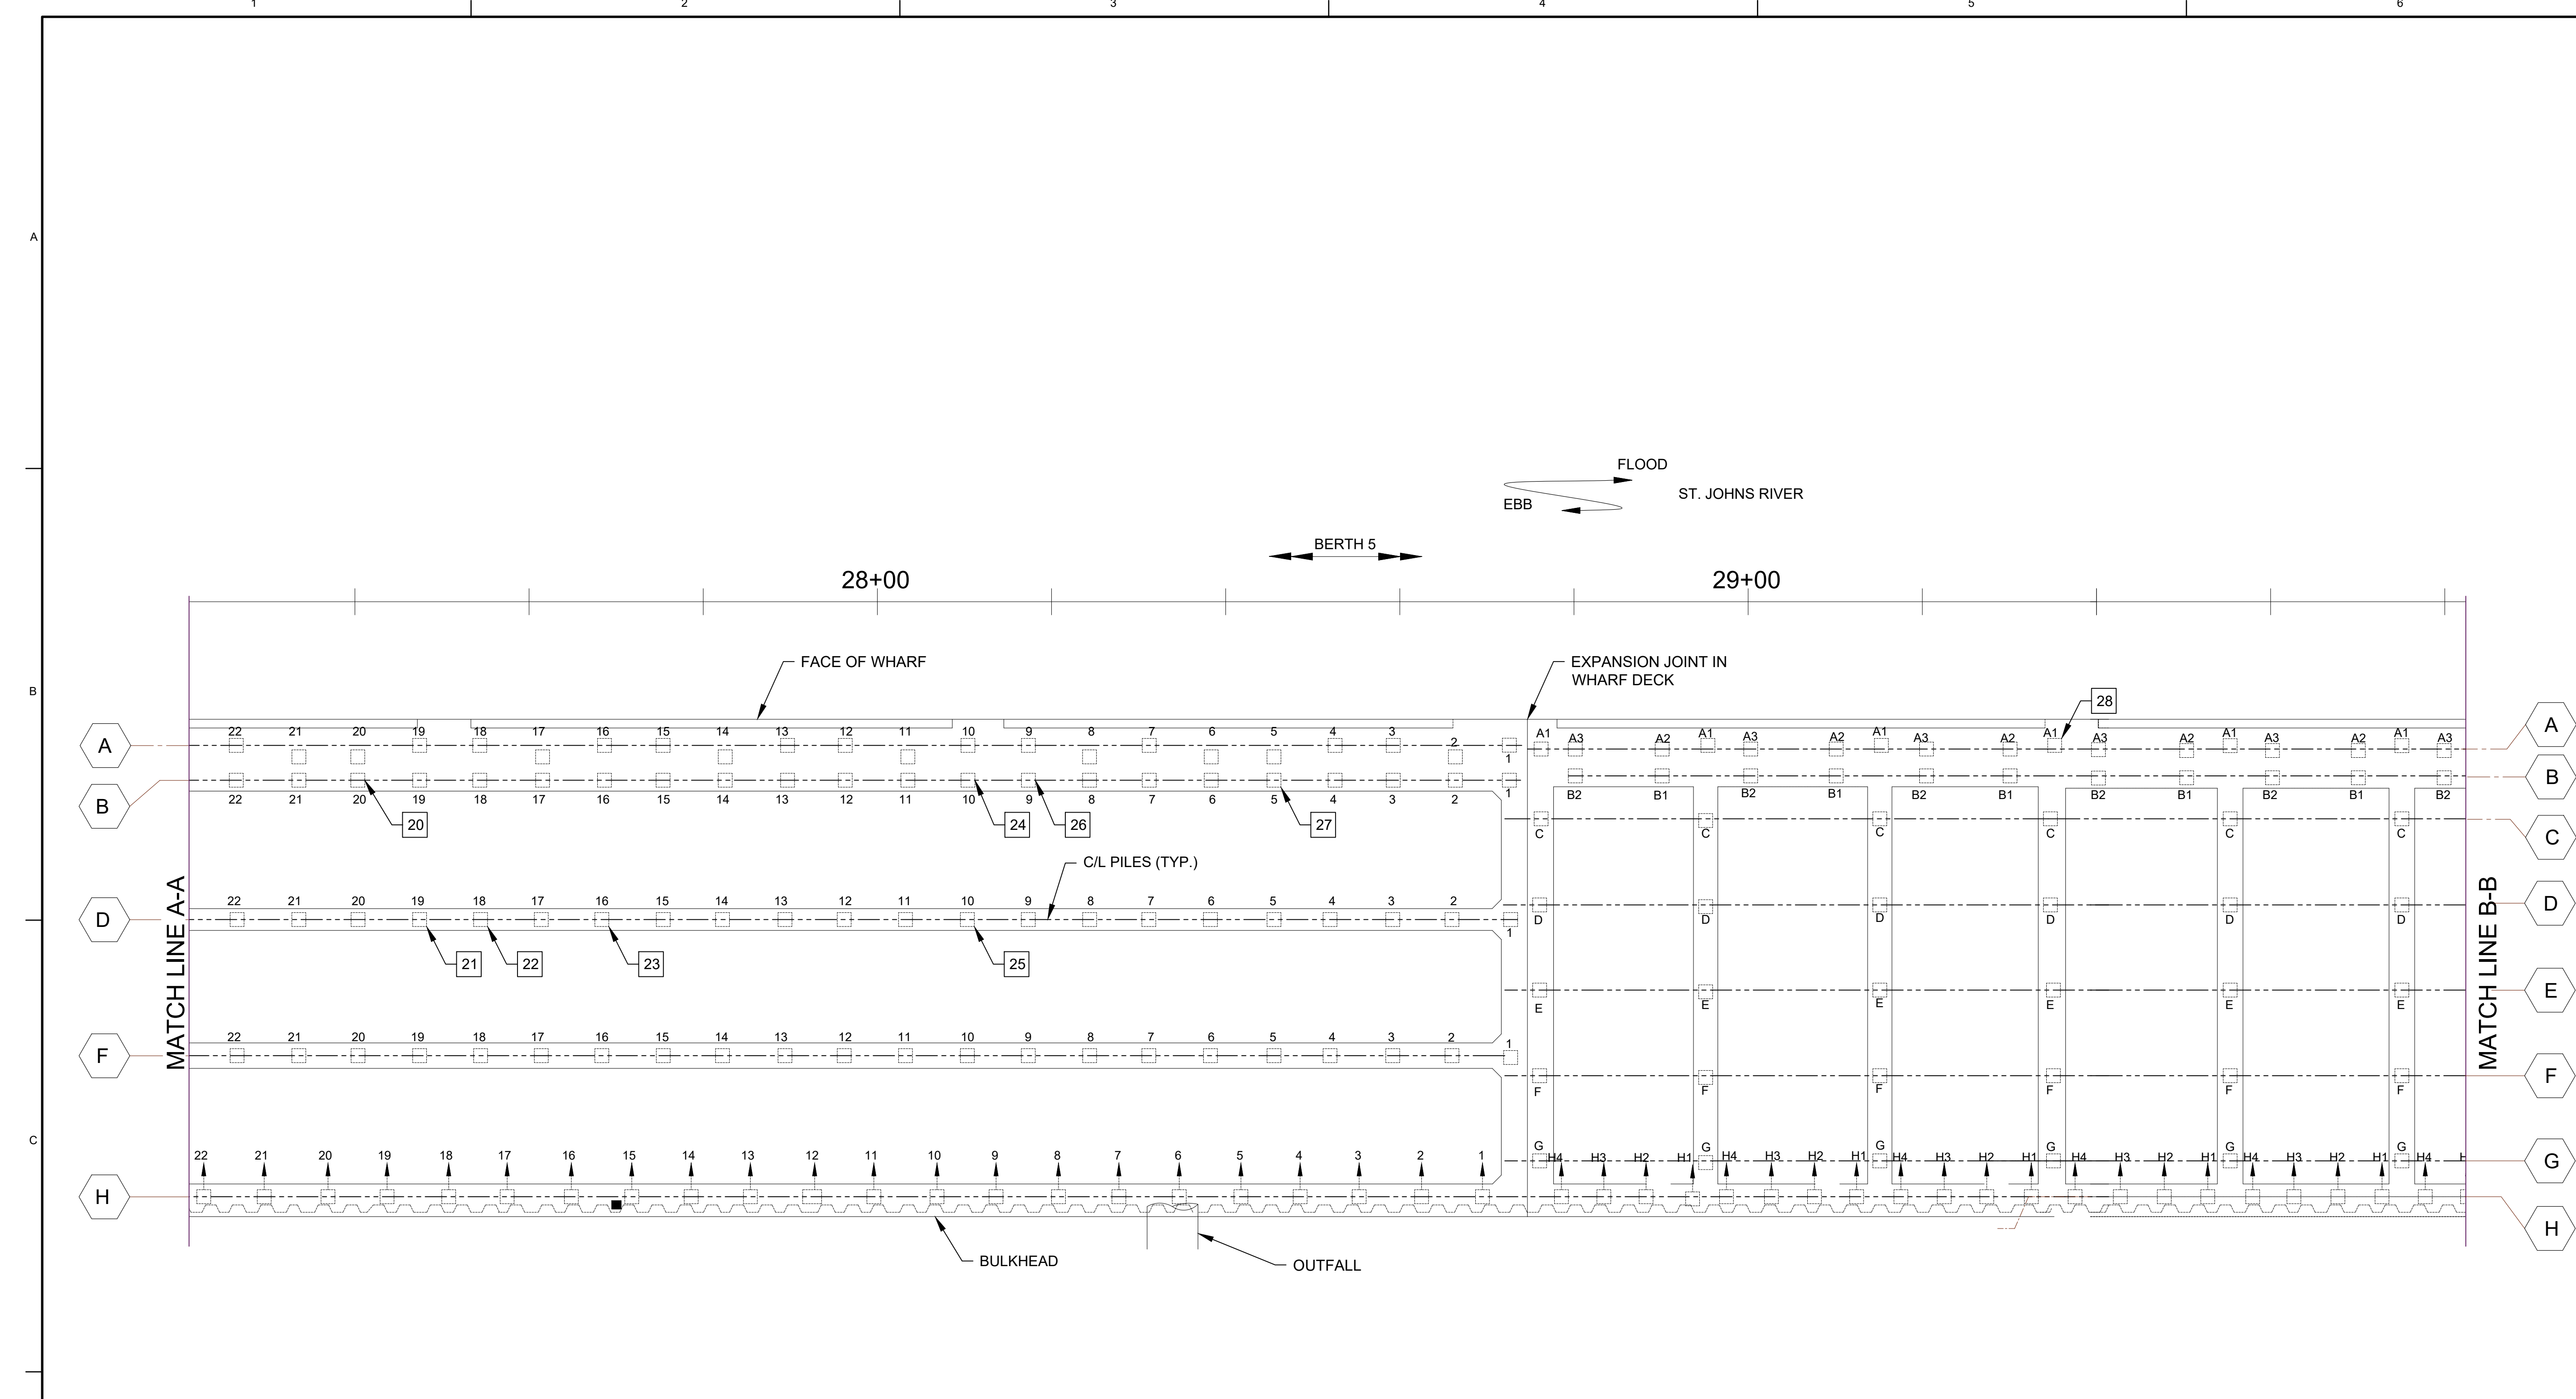 1 2 3 4 5 6
A
FLOOD
EBB ST. JOHNS RIVER
BERTH 5
28+00 29+00
FACE OF WHARF
EXPANSION JOINT IN
WHARF DECK
B
28
A 22 21 20 19 18 17 16 15 14 13 12 11 10 9 8 7 6 5 4 3 2 1 A1 A3 A2 A1 A3 A2 A1 A3 A2 A1 A3 A2 A1 A3 A2 A1 A3 A
B 22 21 20 19 18 17 16 15 14 13 12 11 10 9 8 7 6 5 4 3 2 1 B2 B1 B2 B1 B2 B1 B2 B1 B2 B1 B2 B
20 24 26 27
C C C C C C C
C/L PILES (TYP.)
MATCH LINE A-A
MATCH LINE B-B
D 22 21 20 19 18 17 16 15 14 13 12 11 10 9 8 7 6 5 4 3 2 1 D D D D D D D
21 22 23 25
E E E E E E E
F 22 21 20 19 18 17 16 15 14 13 12 11 10 9 8 7 6 5 4 3 2 1
F F F F F F F
C
G G G G G G G
22 21 20 19 18 17 16 15 14 13 12 11 10 9 8 7 6 5 4 3 2 1 H4 H3 H2 H1 H4 H3 H2 H1 H4 H3 H2 H1 H4 H3 H2 H1 H4 H3 H2 H1 H4
H H
BULKHEAD
OUTFALL